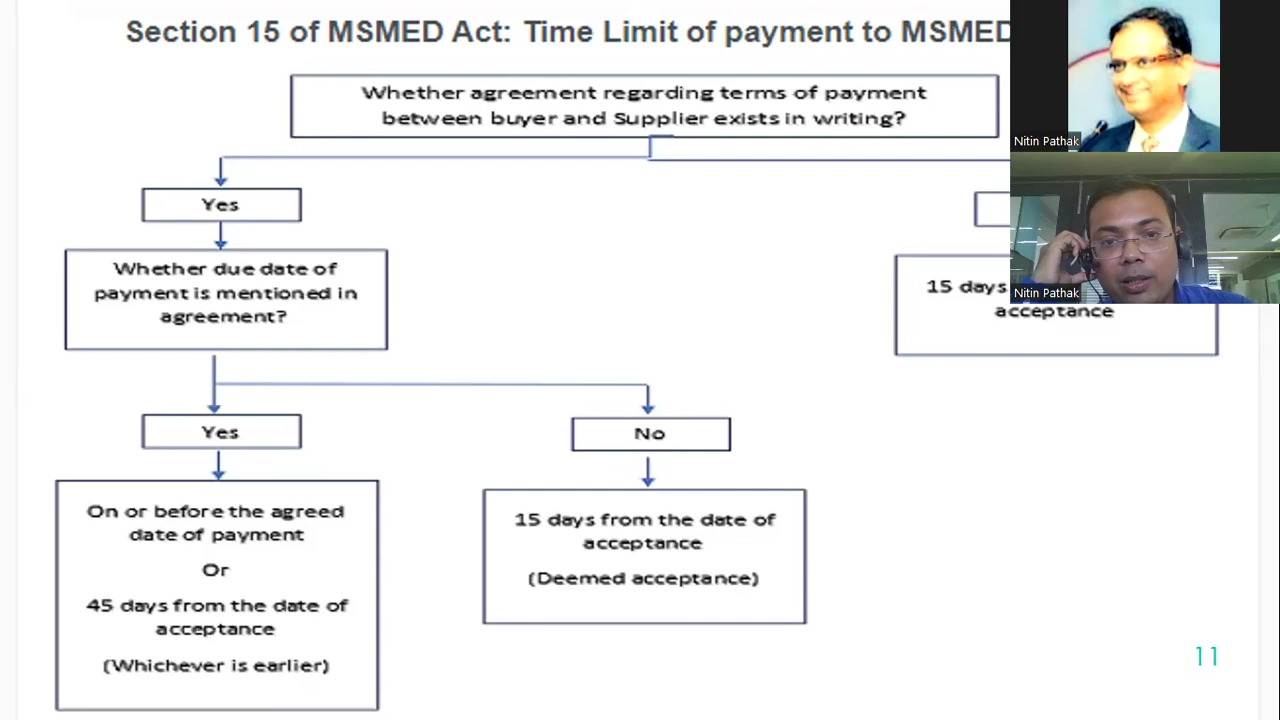 Section 15 of MSMED Act: Time Limit of payment to MSMED
Whether agreement regarding terms of payment
between buyer and Supplier exists in writing?
Nitin Pathak
Yes
Whether due date of
payment is mentioned in
agreement?
15 days
acceptance
Nitin Pathak
Yes
No
On or before the agreed
date of payment
Or
45 days from the date of
acceptance
(Whichever is earlier)
15 days from the date of
acceptance
(Deemed acceptance)
11